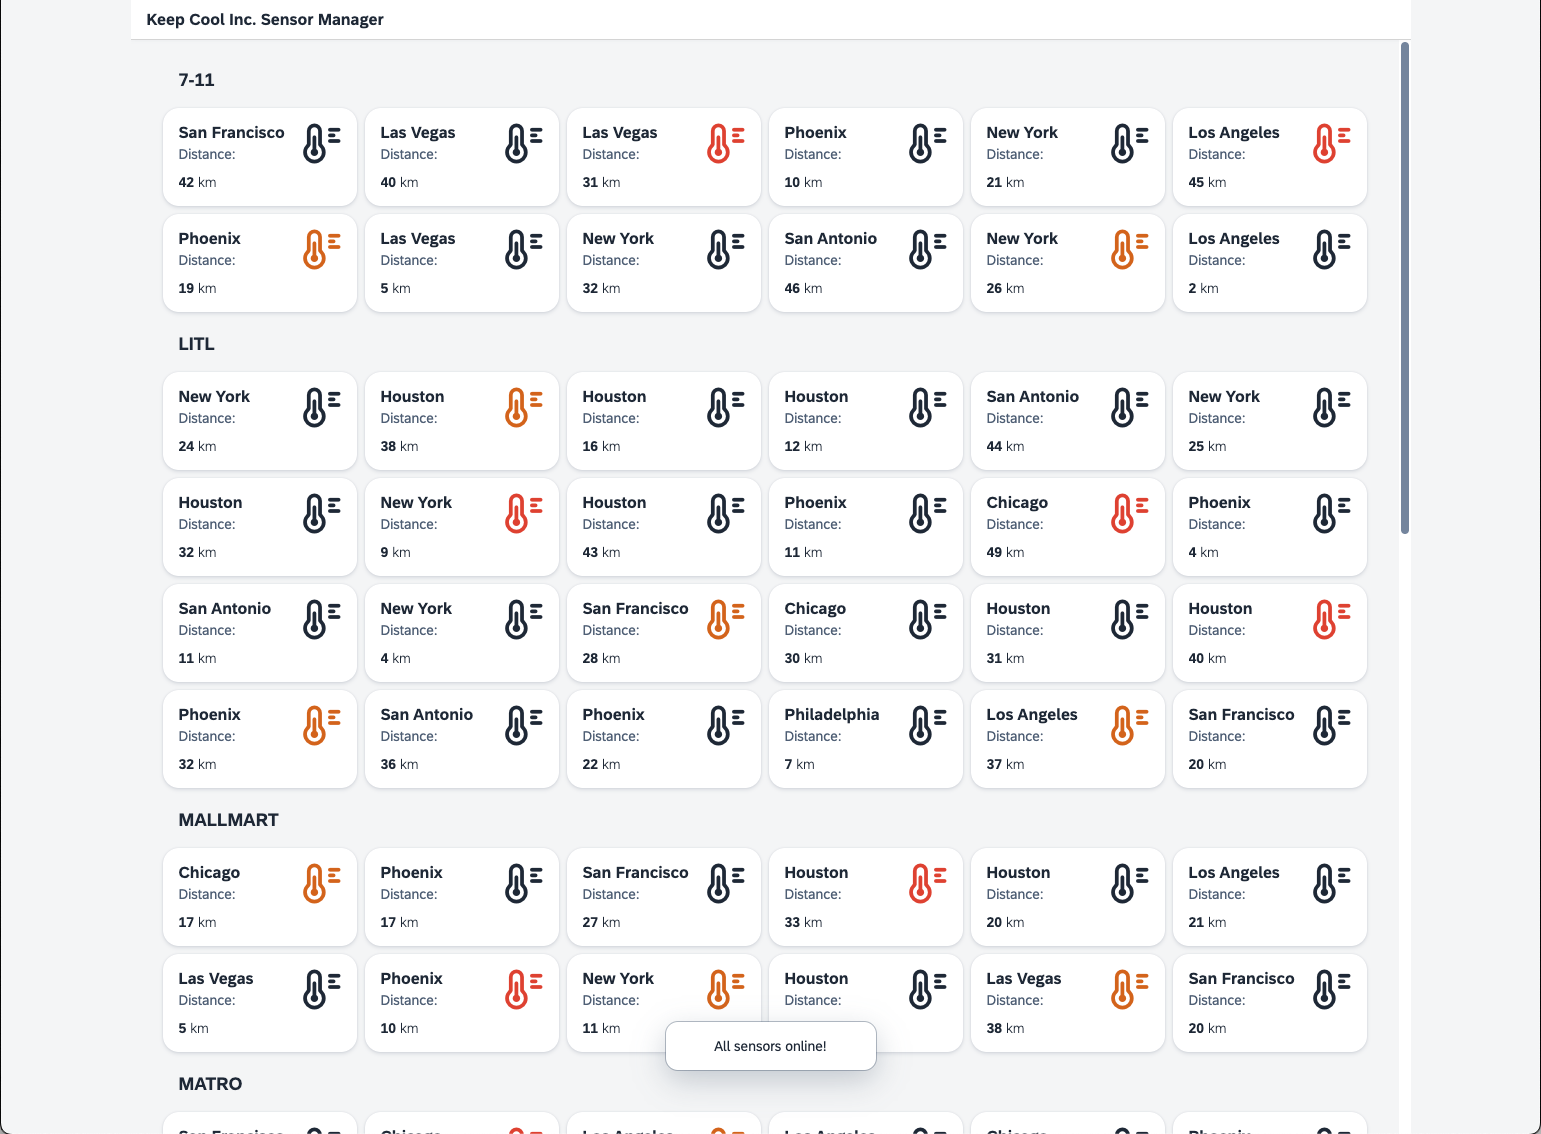 Keep Cool Inc. Sensor Manager
7-11
San Francisco Las Vegas Las Vegas Phoenix New York Los Angeles
Distance: Distance: Distance: Distance: Distance: Distance:
42 km 40 km 31 km 10 km 21 km 45 km
Phoenix Las Vegas New York San Antonio New York Los Angeles
Distance: Distance: Distance: Distance: Distance: Distance:
19 km 5 km 32 km 46 km 26 km 2 km
LITL
New York Houston Houston Houston San Antonio New York
Distance: Distance: Distance: Distance: Distance: Distance:
24 km 38 km 16 km 12 km 44 km 25 km
Houston New York Houston Phoenix Chicago Phoenix
Distance: Distance: Distance: Distance: Distance: Distance:
32 km 9 km 43 km 11 km 49 km 4 km
San Antonio New York San Francisco Chicago Houston Houston
Distance: Distance: Distance: Distance: Distance: Distance:
11 km 4 km 28 km 30 km 31 km 40 km
Phoenix San Antonio Phoenix Philadelphia Los Angeles San Francisco
Distance: Distance: Distance: Distance: Distance: Distance:
32 km 36 km 22 km 7 km 37 km 20 km
MALLMART
Chicago Phoenix San Francisco Houston Houston Los Angeles
Distance: Distance: Distance: Distance: Distance: Distance:
17 km 17 km 27 km 33 km 20 km 21 km
Las Vegas Phoenix New York Houston Las Vegas San Francisco
Distance: Distance: Distance: Distance: Distance: Distance:
5 km 10 km 11 km 38 km 20 km
All sensors online!
MATRO
San Francisco Chicago Los Angeles Los Angeles Chicago Phoenix